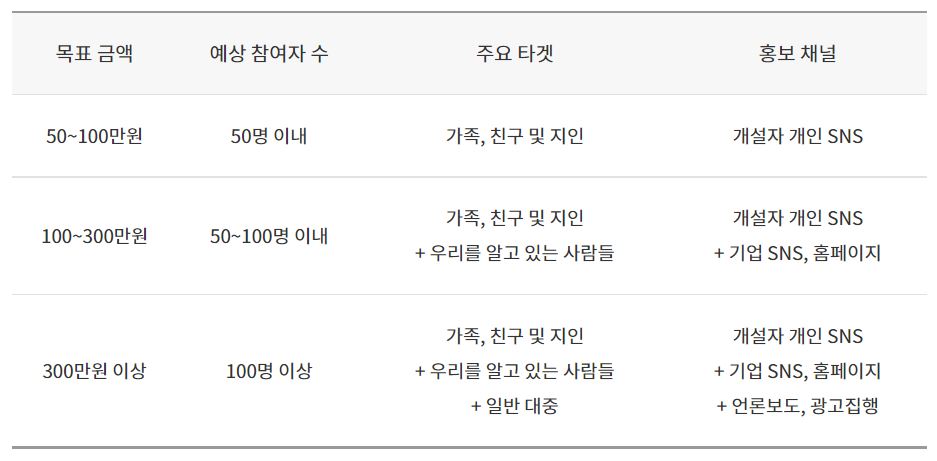 목표 금액 예상 참여자 수 주요 타겟 홍보 채널
50~100만원 50명 이내 가족, 친구 및 지인 개설자 개인 SNS
100~300만원 50~100명 이내 가족, 친구 및 지인 개설자 개인 SNS
+ 우리를 알고 있는 사람들 + 기업 SNS, 홈페이지
300만원 이상 100명 이상 가족, 친구 및 지인 개설자 개인 SNS
+ 우리를 알고 있는 사람들 + 기업 SNS, 홈페이지
+ 일반 대중 + 언론보도, 광고집행